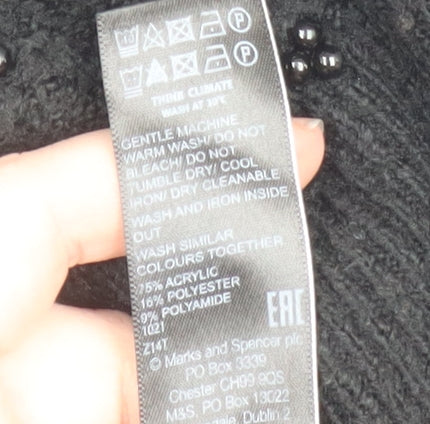 P
P
THINK CLIMATE
WASH AT 30°C
GENTLE MACHINE
WARM WASH/ DO NOT
BLEACH/ DO NOT
TUMBLE DRY/ COOL
IRON/ DRY CLEANABLE
WASH AND IRON INSIDE
OUT
WASH SIMILAR
COLOURS TOGETHER
75% ACRYLIC
16% POLYESTER
9% POLYAMIDE
1021
Z14T
EAC
© Marks and Spencer plc
PO Box 3339
Chester CH99 9QS
M&S, PO Box 13022
Dublin 2